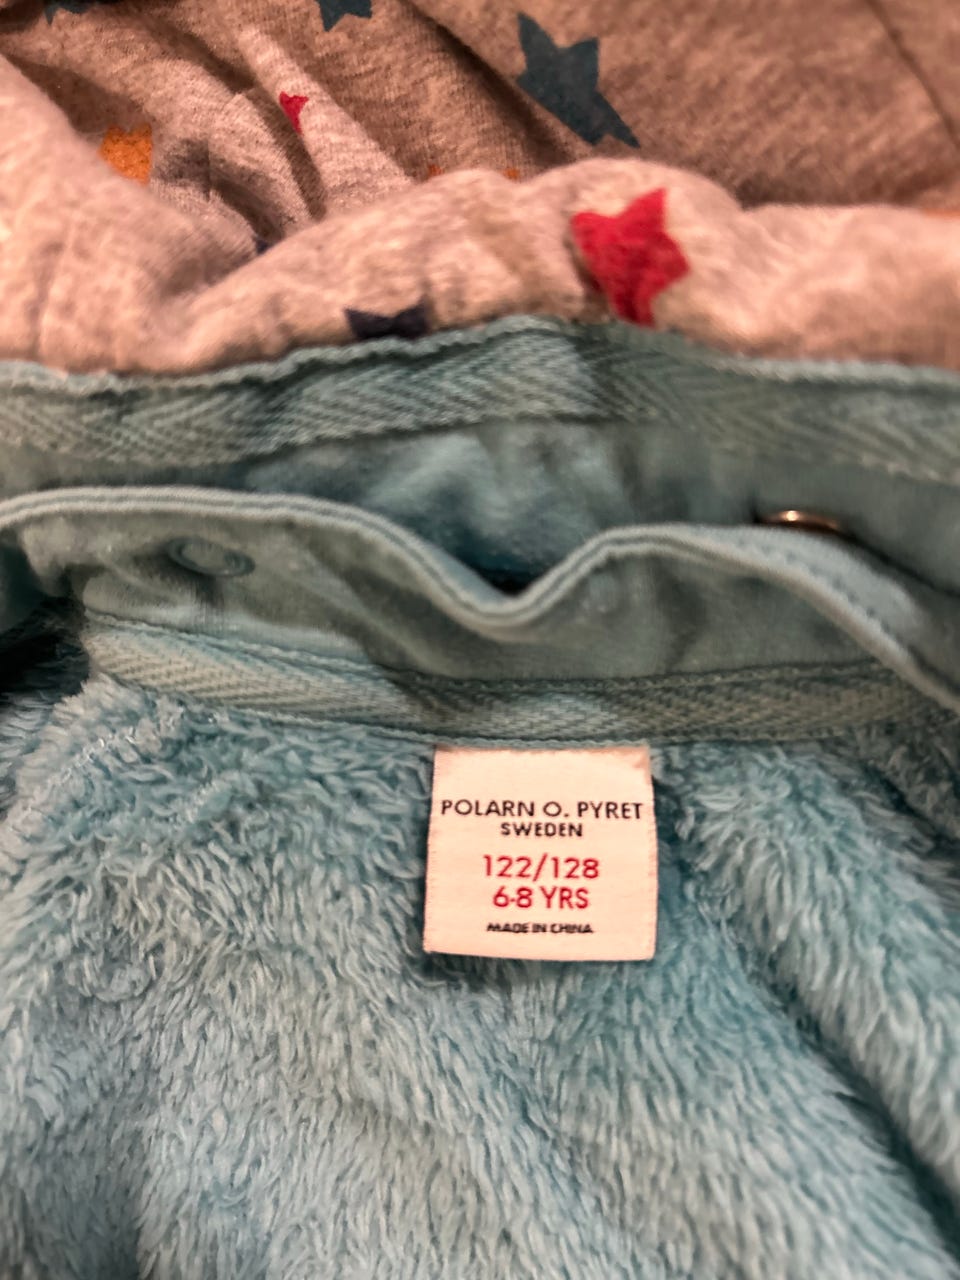 POLARN O. PYRET
SWEDEN
122/128
6-8 YRS
MADE IN CHINA